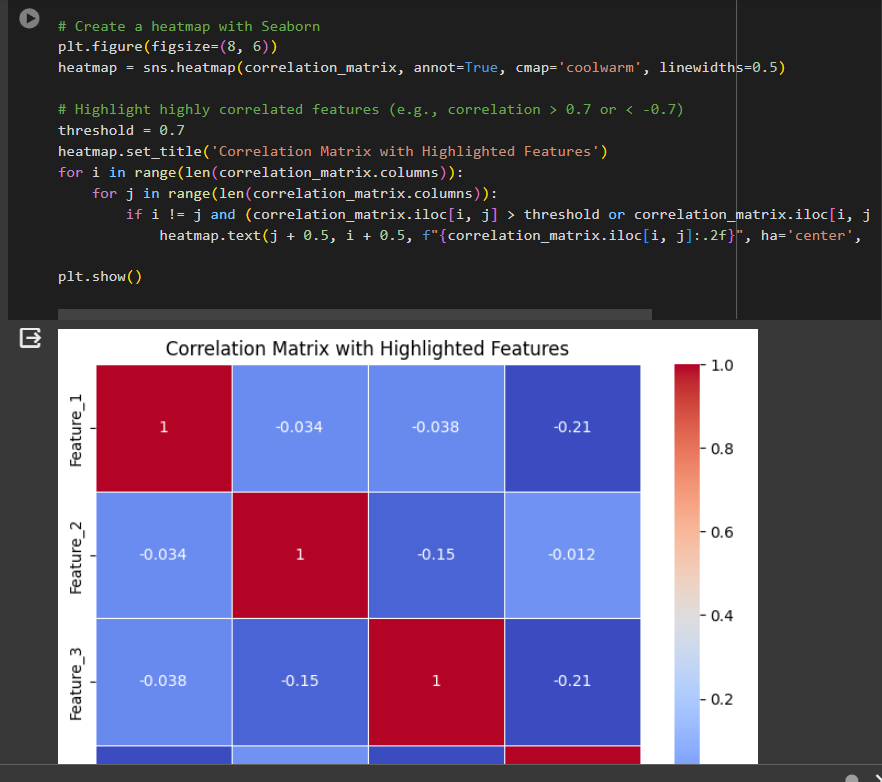 # Create a heatmap with Seaborn
plt.figure(figsize=(8, 6))
heatmap = sns.heatmap(correlation_matrix, annot=True, cmap='coolwarm', linewidths=0.5)
# Highlight highly correlated features (e.g., correlation > 0.7 or < -0.7)
threshold = 0.7
heatmap.set_title('Correlation Matrix with Highlighted Features')
for i in range(len(correlation_matrix.columns)):
    for j in range(len(correlation_matrix.columns)):
        if i != j and (correlation_matrix.iloc[i, j] > threshold or correlation_matrix.iloc[i, j
            heatmap.text(j + 0.5, i + 0.5, f"{correlation_matrix.iloc[i, j]:.2f}", ha='center',
plt.show()
Correlation Matrix with Highlighted Features
Feature_1
1 -0.034 -0.038 -0.21
Feature_2
-0.034 1 -0.15 -0.012
Feature_3
-0.038 -0.15 1 -0.21
1.0
0.8
0.6
0.4
0.2